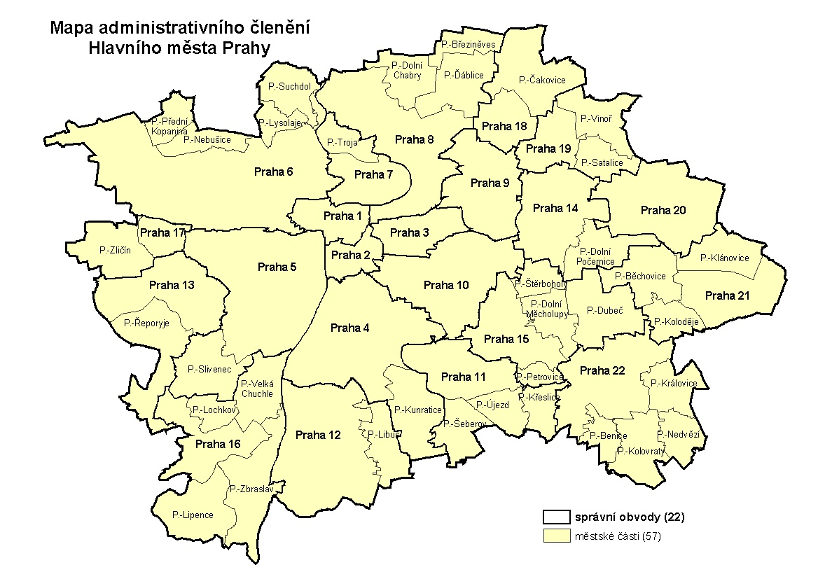 Mapa administrativního členění
Hlavního města Prahy
P.-Březiněves
P.-Dolní
Chabry
P.-Ďáblice
P.-Čakovice
P.-Suchdol
P.-Lysolaje
P.-Přední
Kopanina
P.-Nebušice
P.-Troja
Praha 8
Praha 18
P.-Vinoř
Praha 19
P.-Satalice
Praha 6
Praha 7
Praha 9
Praha 14
Praha 20
Praha 1
Praha 3
Praha 17
P.-Zličín
Praha 2
Praha 5
P.-Dolní
Počernice
P.-Klánovice
P.-Běchovice
Praha 13
Praha 10
P.-Štěrboholy
Praha 21
P.-Dolní
Měcholupy
P.-Dubeč
P.-Koloděje
P.-Řeporyje
Praha 4
Praha 15
P.-Slivenec
P.-Velká
Chuchle
Praha 11
P.-Petrovice
Praha 22
P.-Královice
P.-Lochkov
P.-Kunratice
P.-Újezd
P.-Křeslice
P.-Šeberov
Praha 16
Praha 12
P.-Libuš
P.-Benice
P.-Nedvězí
P.-Kolovraty
P.-Zbraslav
P.-Lipence
správní obvody (22)
městské části (57)